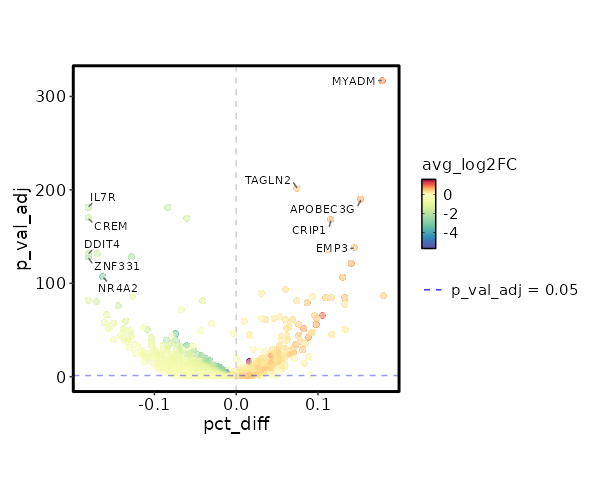 MYADM
300
TAGLN2
200
IL7R
APOBEC3G
CREM
CRIP1
DDIT4
EMP3
ZNF331
NR4A2
100
0
-0.1
0.0
0.1
pct_diff
p_val_adj
avg_log2FC
0
-2
-4
p_val_adj = 0.05